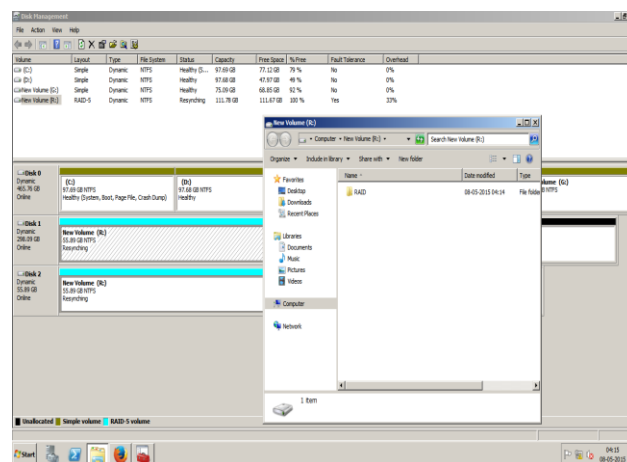 Disk Management
File Action View Help
Volume Layout Type File System Status Capacity Free Space % Free Fault Tolerance Overhead
(C:) Simple Dynamic NTFS Healthy (S... 97.69 GB 77.12 GB 79 % No 0%
(D:) Simple Dynamic NTFS Healthy 97.68 GB 47.97 GB 49 % No 0%
New Volume (G:) Simple Dynamic NTFS Healthy 75.09 GB 68.85 GB 92 % No 0%
New Volume (R:) RAID-5 Dynamic NTFS Resynching 111.78 GB 111.67 GB 100 % Yes 33%
New Volume (R:)
Computer New Volume (R:) Search New Volume (R:)
Organize Include in library Share with New folder
Favorites
Desktop
Downloads
Recent Places
Libraries
Documents
Music
Pictures
Videos
Computer
Network
Name Date modified Type
RAID 08-05-2015 04:14 File folder
1 item
Disk 0
Dynamic
465.76 GB
Online
(C:)
97.69 GB NTFS
Healthy (System, Boot, Page File, Crash Dump)
(D:)
97.68 GB NTFS
Healthy
lume (G:)
B NTFS
Disk 1
Dynamic
298.09 GB
Online
New Volume (R:)
55.89 GB NTFS
Resynching
Disk 2
Dynamic
55.89 GB
Online
New Volume (R:)
55.89 GB NTFS
Resynching
Unallocated Simple volume RAID-5 volume
Start
04:15
08-05-2015